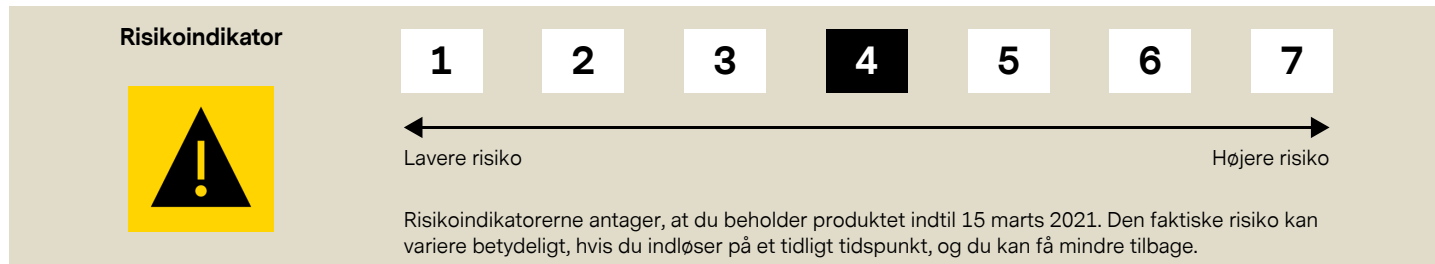 Risikoindikator
1 2 3 4 5 6 7
Lavere risiko Højere risiko
Risikoindikatorerne antager, at du beholder produktet indtil 15 marts 2021. Den faktiske risiko kan
variere betydeligt, hvis du indløser på et tidligt tidspunkt, og du kan få mindre tilbage.